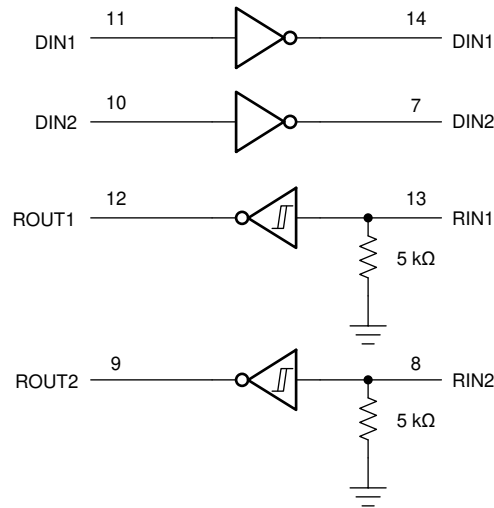 11 14
DIN1 DIN1
10 7
DIN2 DIN2
12 13
ROUT1 RIN1
5 kΩ
9 8
ROUT2 RIN2
5 kΩ